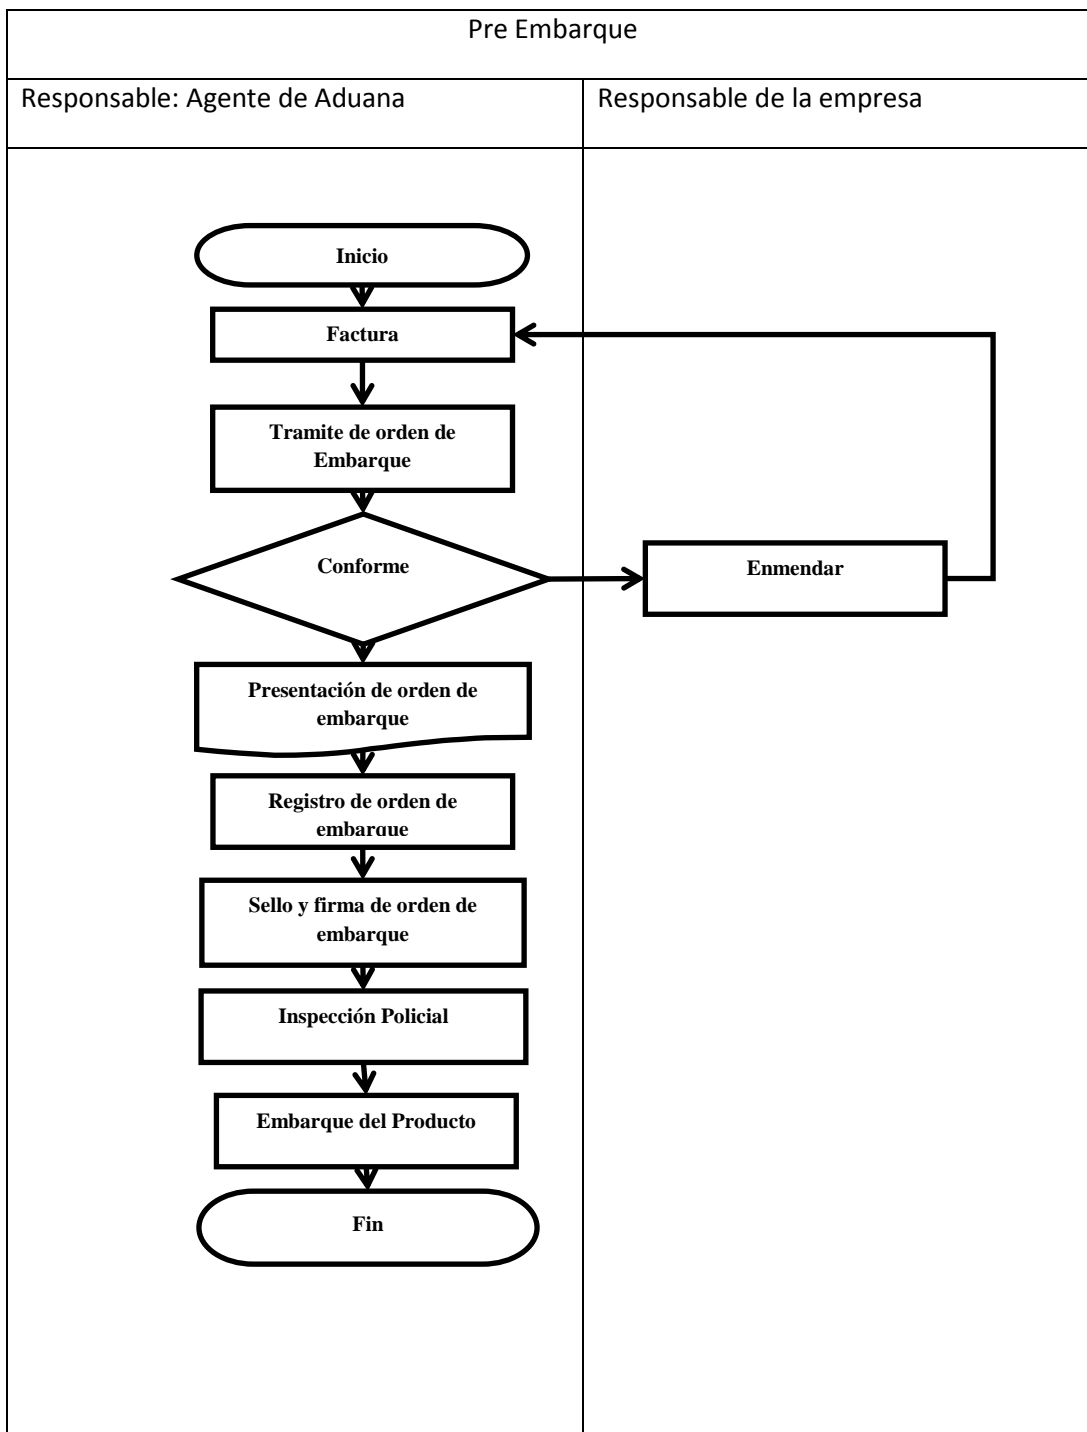 Pre Embarque
Responsable: Agente de Aduana
Responsable de la empresa
Inicio
Factura
Tramite de orden de
Embarque
Conforme
Enmendar
Presentación de orden de
embarque
Registro de orden de
embarque
Sello y firma de orden de
embarque
Inspección Policial
Embarque del Producto
Fin